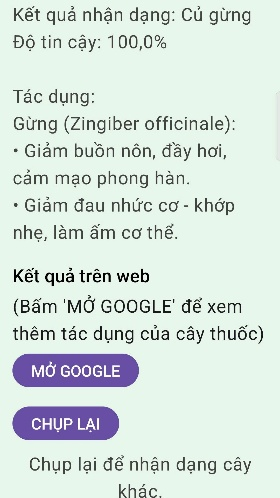 Kết quả nhận dạng: Củ gừng
Độ tin cậy: 100,0%
Tác dụng:
Gừng (Zingiber officinale):
• Giảm buồn nôn, đầy hơi,
cảm mạo phong hàn.
• Giảm đau nhức cơ - khớp
nhẹ, làm ấm cơ thể.
Kết quả trên web
(Bấm 'MỞ GOOGLE' để xem
thêm tác dụng của cây thuốc)
MỞ GOOGLE
CHỤP LẠI
Chụp lại để nhận dạng cây
khác.